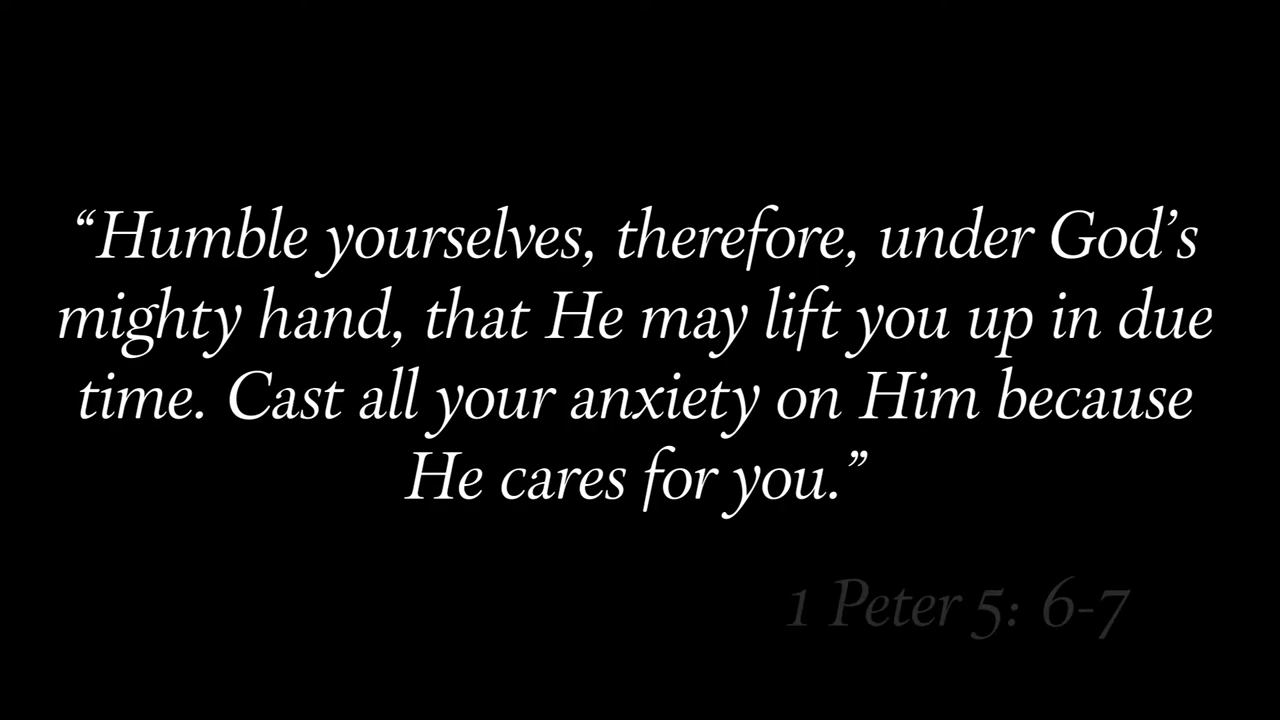 “Humble yourselves, therefore, under God’s
mighty hand, that He may lift you up in due
time. Cast all your anxiety on Him because
He cares for you.”
1 Peter 5: 6-7